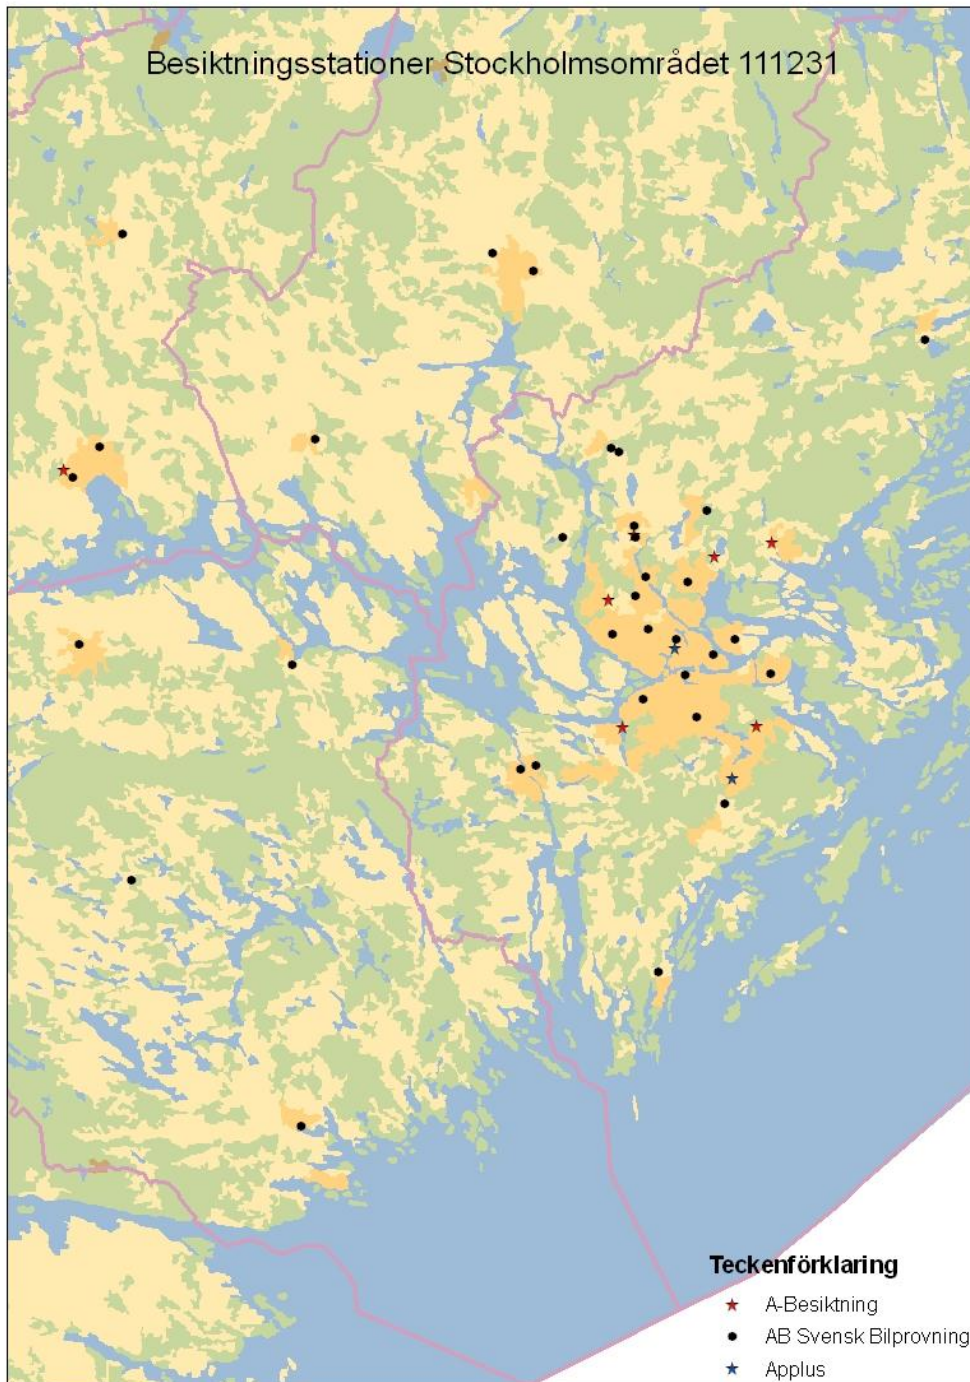 Besiktningsstationer Stockholmsområdet 111231
Teckenförklaring
A-Besiktning
AB Svensk Bilprovning
Applus